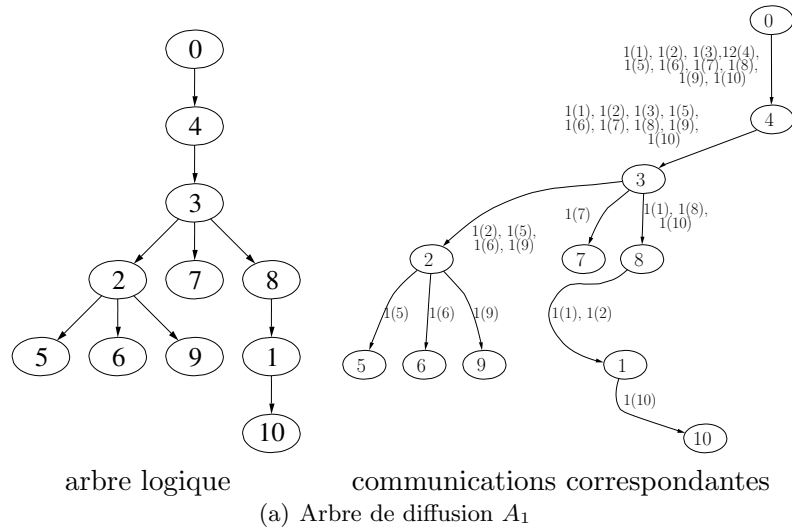 0
0
1(1), 1(2), 1(3),12(4),
1(5), 1(6), 1(7), 1(8),
1(9), 1(10)
4
4
1(1), 1(2), 1(3), 1(5),
1(6), 1(7), 1(8), 1(9),
1(10)
3
3
1(2), 1(5),
1(6), 1(9)
1(7)
1(1), 1(8),
1(10)
2 7 8
2 7 8
1(5) 1(6) 1(9)
1(1), 1(2)
5 6 9 1
5 6 9 1
1(10)
10
10
arbre logique
communications correspondantes
(a) Arbre de diffusion A1